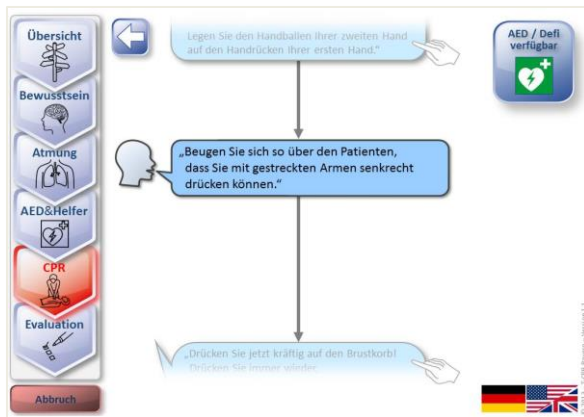 Übersicht
Bewusstsein
Atmung
AED&Helfer
CPR
Evaluation
Abbruch
Legen Sie den Handballen Ihrer zweiten Hand
auf den Handrücken Ihrer ersten Hand.“
„Beugen Sie sich so über den Patienten,
dass Sie mit gestreckten Armen senkrecht
drücken können.“
„Drücken Sie jetzt kräftig auf den Brustkorb!
Drücken Sie immer wieder
AED / Defi
verfügbar